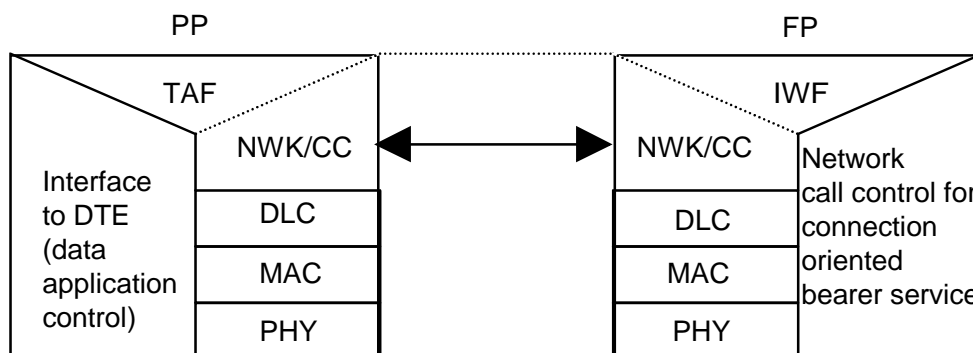 PP
FP
TAF
IWF
NWK/CC
NWK/CC
Interface
to DTE
(data
application
control)
DLC
MAC
PHY
DLC
MAC
PHY
Network
call control for
connection
oriented
bearer service